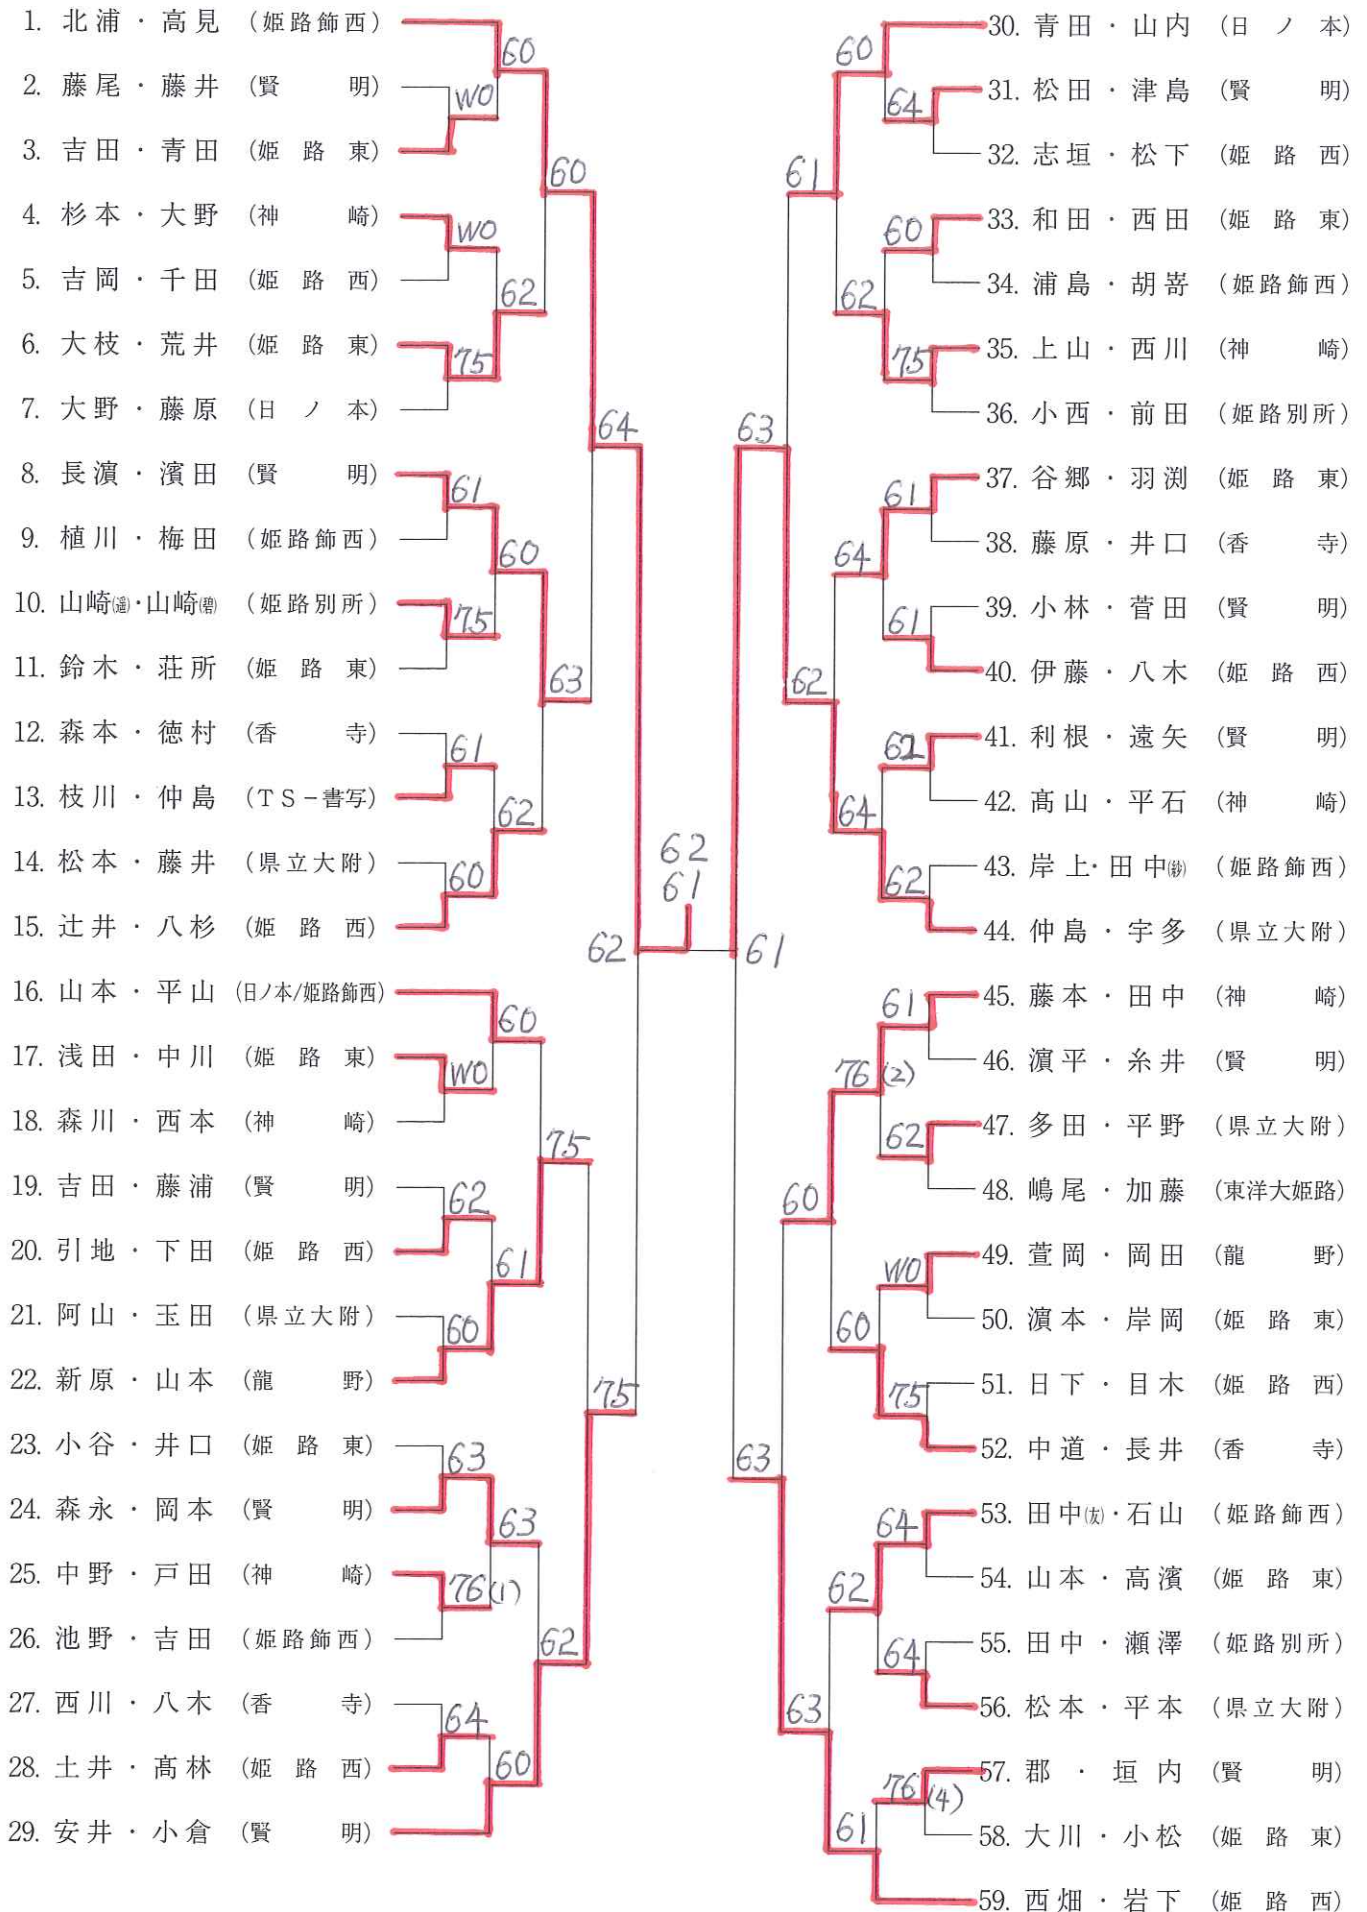 1. 北浦・高見 (姫路飾西)
2. 藤尾・藤井 (賢 明)
3. 吉田・青田 (姫 路 東)
4. 杉本・大野 (神 崎)
5. 吉岡・千田 (姫 路 西)
6. 大枝・荒井 (姫 路 東)
7. 大野・藤原 (日 ノ 本)
8. 長濵・濱田 (賢 明)
9. 植川・梅田 (姫路飾西)
10. 山崎㈲・山崎 (姫路別所)
11. 鈴木・荘所 (姫 路 東)
12. 森本・徳村 (香 寺)
13. 枝川・仲島 (TS-書写)
14. 松本・藤井 (県立大附)
15. 辻井・八杉 (姫 路 西)
16. 山本・平山 (日ノ本/姫路飾西)
17. 浅田・中川 (姫 路 東)
18. 森川・西本 (神 崎)
19. 吉田・藤浦 (賢 明)
20. 引地・下田 (姫 路 西)
21. 阿山・玉田 (県立大附)
22. 新原・山本 (龍 野)
23. 小谷・井口 (姫 路 東)
24. 森永・岡本 (賢 明)
25. 中野・戸田 (神 崎)
26. 池野・吉田 (姫路飾西)
27. 西川・八木 (香 寺)
28. 土井・髙林 (姫 路 西)
29. 安井・小倉 (賢 明)
60
WO
60
WO
62
75
64
61
60
75
63
61
62
60
62
60
WO
75
62
61
60
75
63
63
76(1)
62
64
60
62
61
60
64
61
60
62
75
63
61
64
61
62
62
64
62
61
61
76(2)
62
60
WO
60
75
63
64
62
64
63
76(4)
61
30. 青田・山内 (日 ノ 本)
31. 松田・津島 (賢 明)
32. 志垣・松下 (姫 路 西)
33. 和田・西田 (姫 路 東)
34. 浦島・胡嵜 (姫路飾西)
35. 上山・西川 (神 崎)
36. 小西・前田 (姫路別所)
37. 谷郷・羽渕 (姫 路 東)
38. 藤原・井口 (香 寺)
39. 小林・菅田 (賢 明)
40. 伊藤・八木 (姫 路 西)
41. 利根・遠矢 (賢 明)
42. 髙山・平石 (神 崎)
43. 岸上・田中(紗) (姫路飾西)
44. 仲島・宇多 (県立大附)
45. 藤本・田中 (神 崎)
46. 濵平・糸井 (賢 明)
47. 多田・平野 (県立大附)
48. 嶋尾・加藤 (東洋大姫路)
49. 萱岡・岡田 (龍 野)
50. 濵本・岸岡 (姫 路 東)
51. 日下・目木 (姫 路 西)
52. 中道・長井 (香 寺)
53. 田中(友)・石山 (姫路飾西)
54. 山本・高濱 (姫 路 東)
55. 田中・瀬澤 (姫路別所)
56. 松本・平本 (県立大附)
57. 郡・垣内 (賢 明)
58. 大川・小松 (姫 路 東)
59. 西畑・岩下 (姫 路 西)